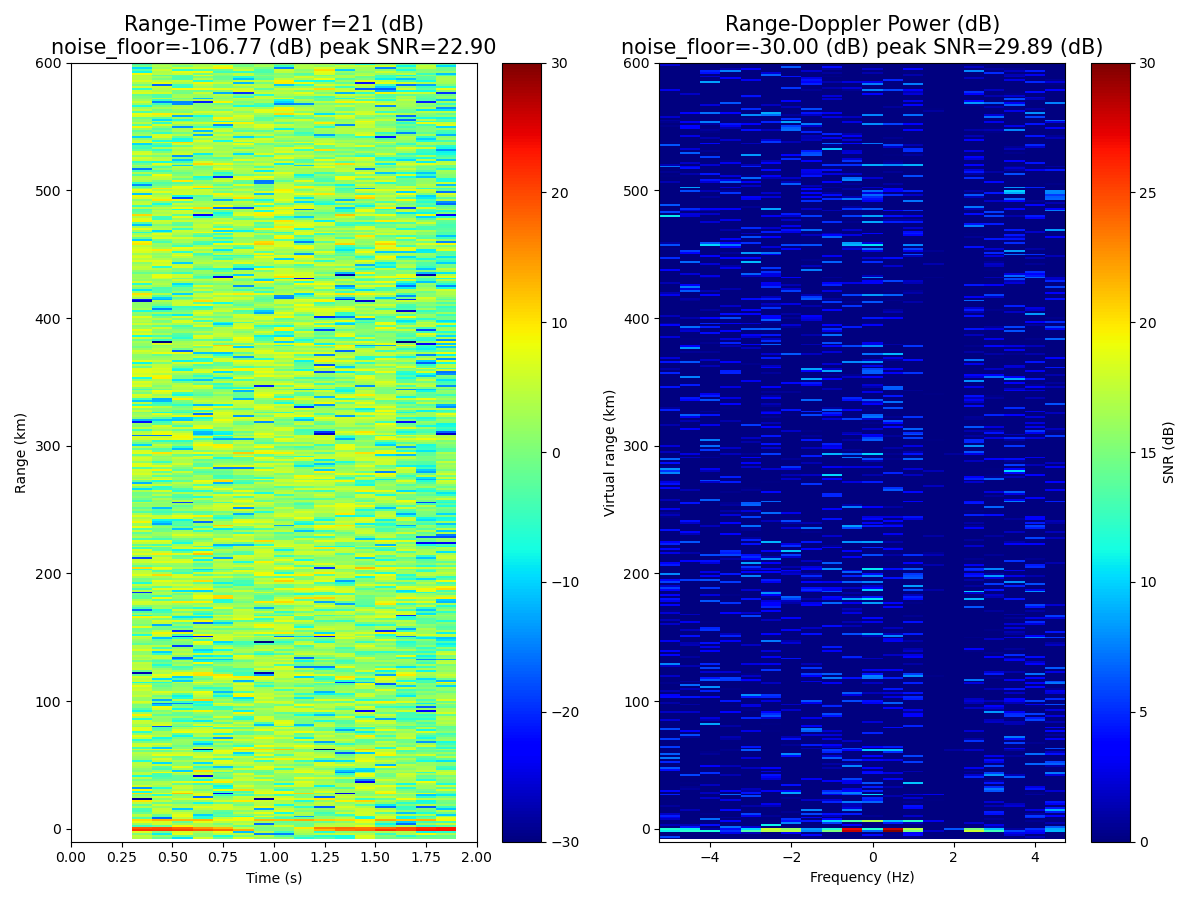 Range-Time Power f=21 (dB)
noise_floor=-106.77 (dB) peak SNR=22.90
Range-Doppler Power (dB)
noise_floor=-30.00 (dB) peak SNR=29.89 (dB)
Range (km)
600
500
400
300
200
100
0
0.00 0.25 0.50 0.75 1.00 1.25 1.50 1.75 2.00
Time (s)
30
20
10
0
−10
−20
−30
Virtual range (km)
600
500
400
300
200
100
0
−4 −2 0 2 4
Frequency (Hz)
30
25
20
15
10
5
0
SNR (dB)